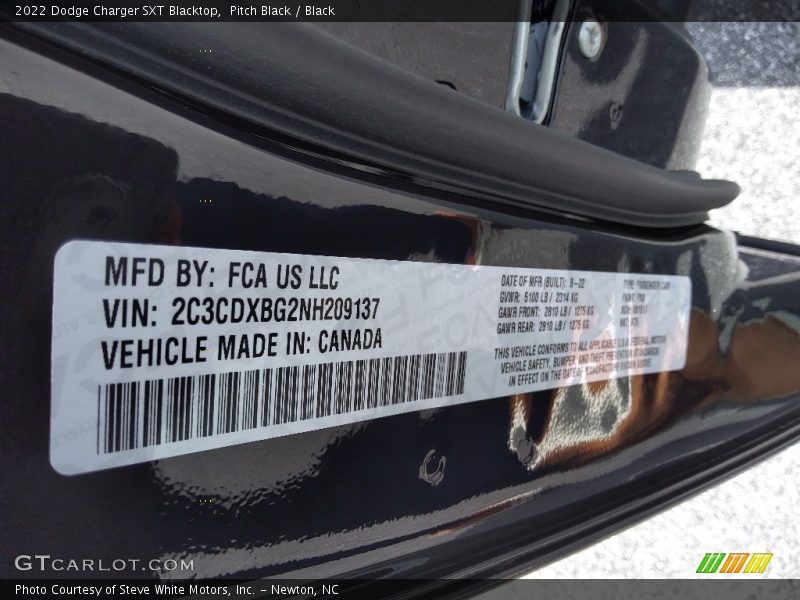 2022 Dodge Charger SXT Blacktop, Pitch Black / Black
MFD BY: FCA US LLC
VIN: 2C3CDXBG2NH209137
VEHICLE MADE IN: CANADA
DATE OF MFR (BUILT): 8-22
GVWR: 5100 LB / 2314 KG
GAWR FRONT: 2810 LB / 1275 KG
GAWR REAR: 2810 LB / 1275 KG
TYPE: PASSENGER CAR
THIS VEHICLE CONFORMS TO ALL APPLICABLE U.S.A. FEDERAL MOTOR
VEHICLE SAFETY, BUMPER, AND THEFT PREVENTION STANDARDS
IN EFFECT ON THE DATE OF MANUFACTURE SHOWN ABOVE.
GTCARLOT.COM
Photo Courtesy of Steve White Motors, Inc. – Newton, NC